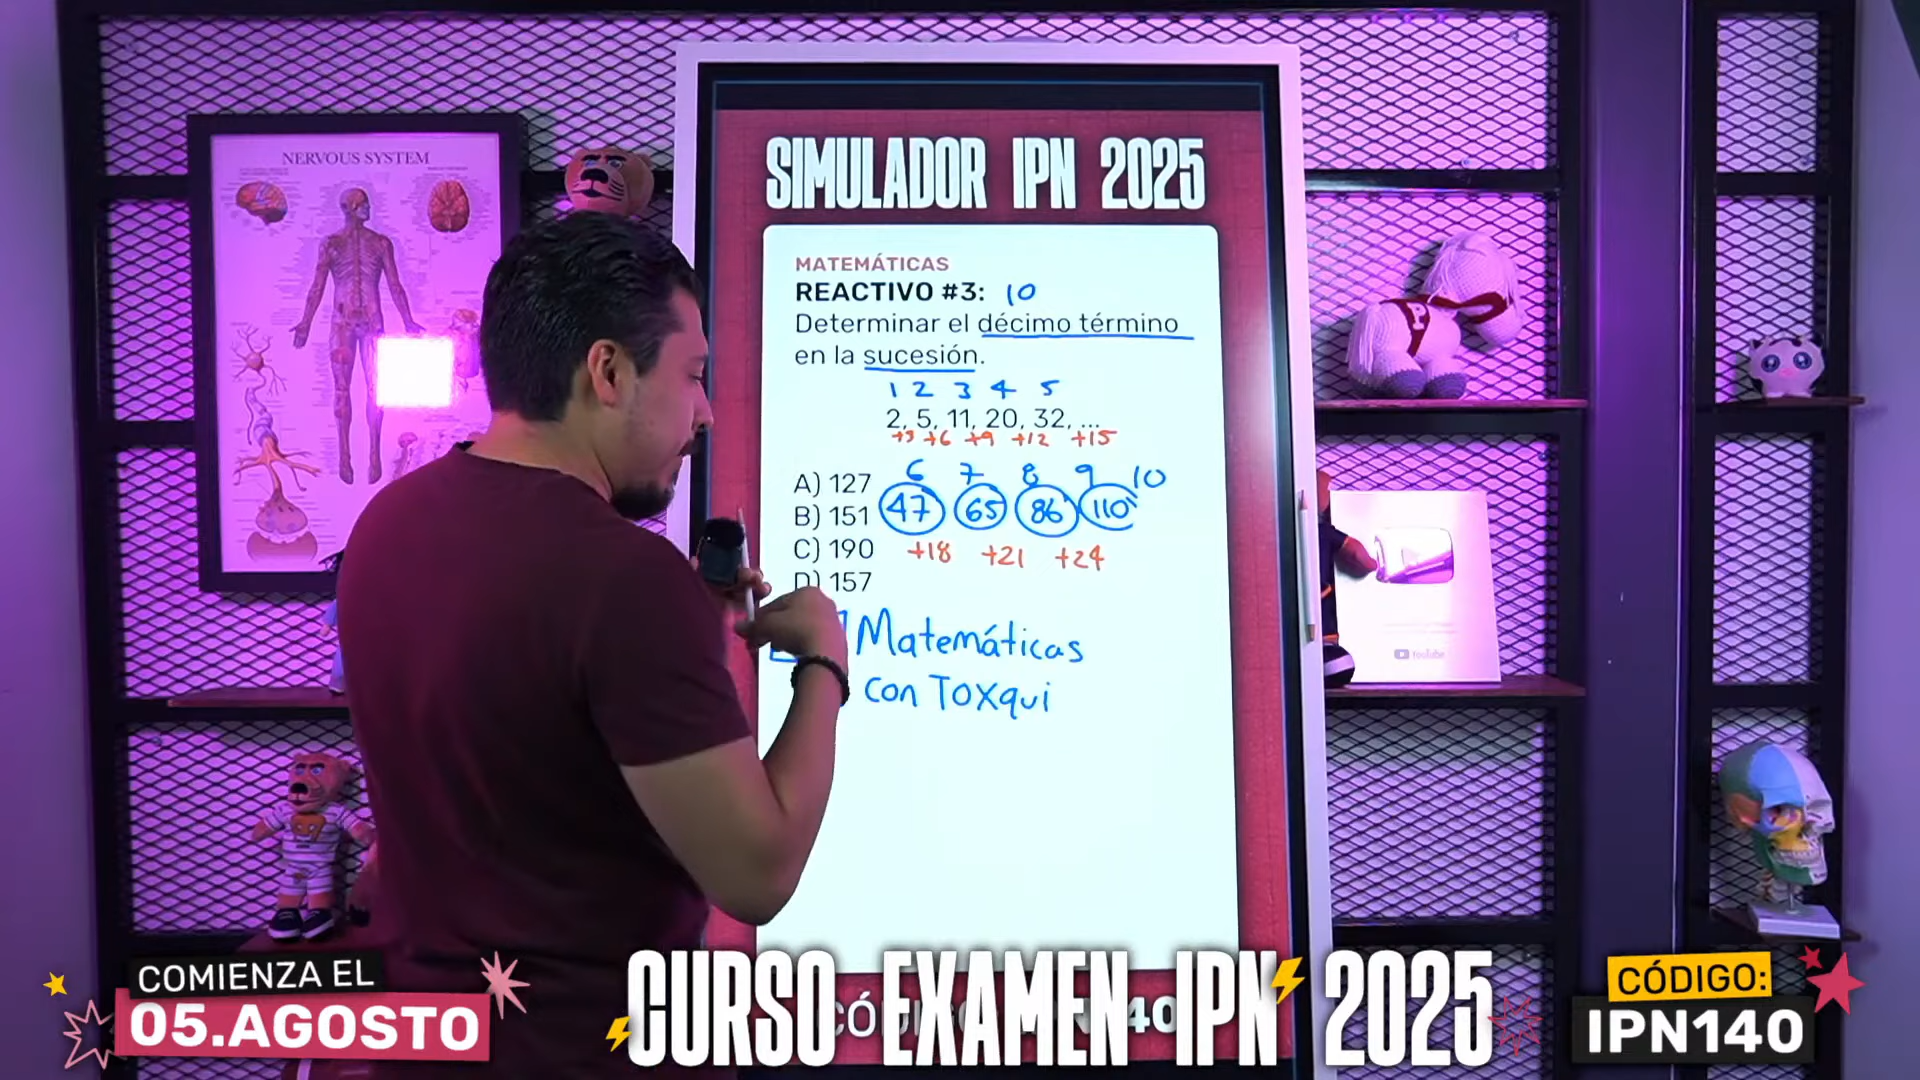 NERVOUS SYSTEM
SIMULADOR IPN 2025
MATEMÁTICAS
REACTIVO #3: 10
Determinar el décimo término
en la sucesión.
1 2 3 4 5
2, 5, 11, 20, 32, ...
+3 +6 +9 +12 +15
6 7 8 9 10
A) 127
B) 151 47 65 86 110
C) 190 +18 +21 +24
D) 157
Matemáticas
con Toxqui
YouTube
COMIENZA EL
05.AGOSTO
CURSO EXAMEN IPN 2025
CÓDIGO:
IPN140